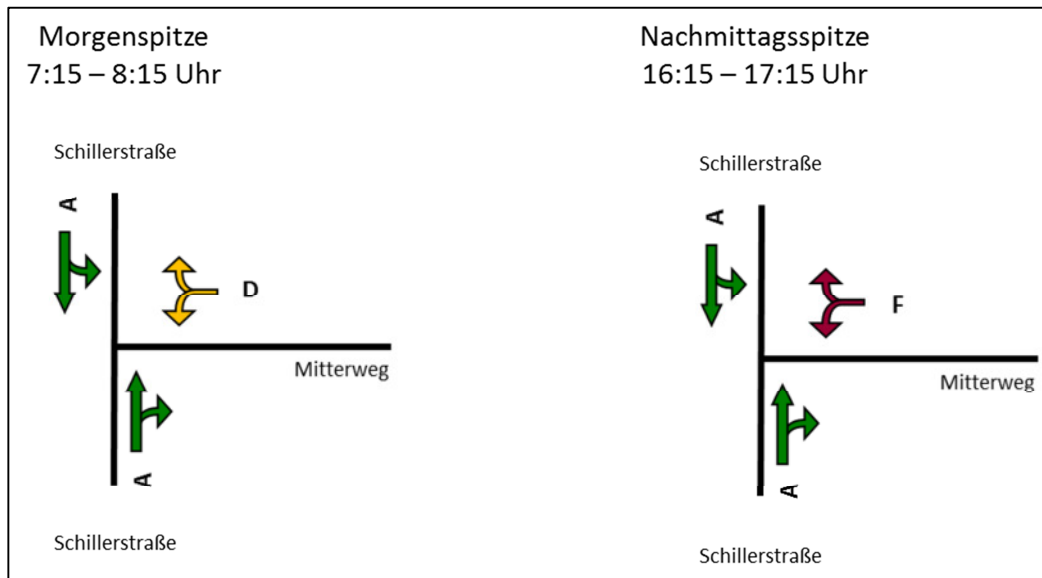 Morgenspitze
7:15 – 8:15 Uhr
Schillerstraße
A
D
Mitterweg
A
Schillerstraße
Nachmittagsspitze
16:15 – 17:15 Uhr
Schillerstraße
A
F
Mitterweg
A
Schillerstraße